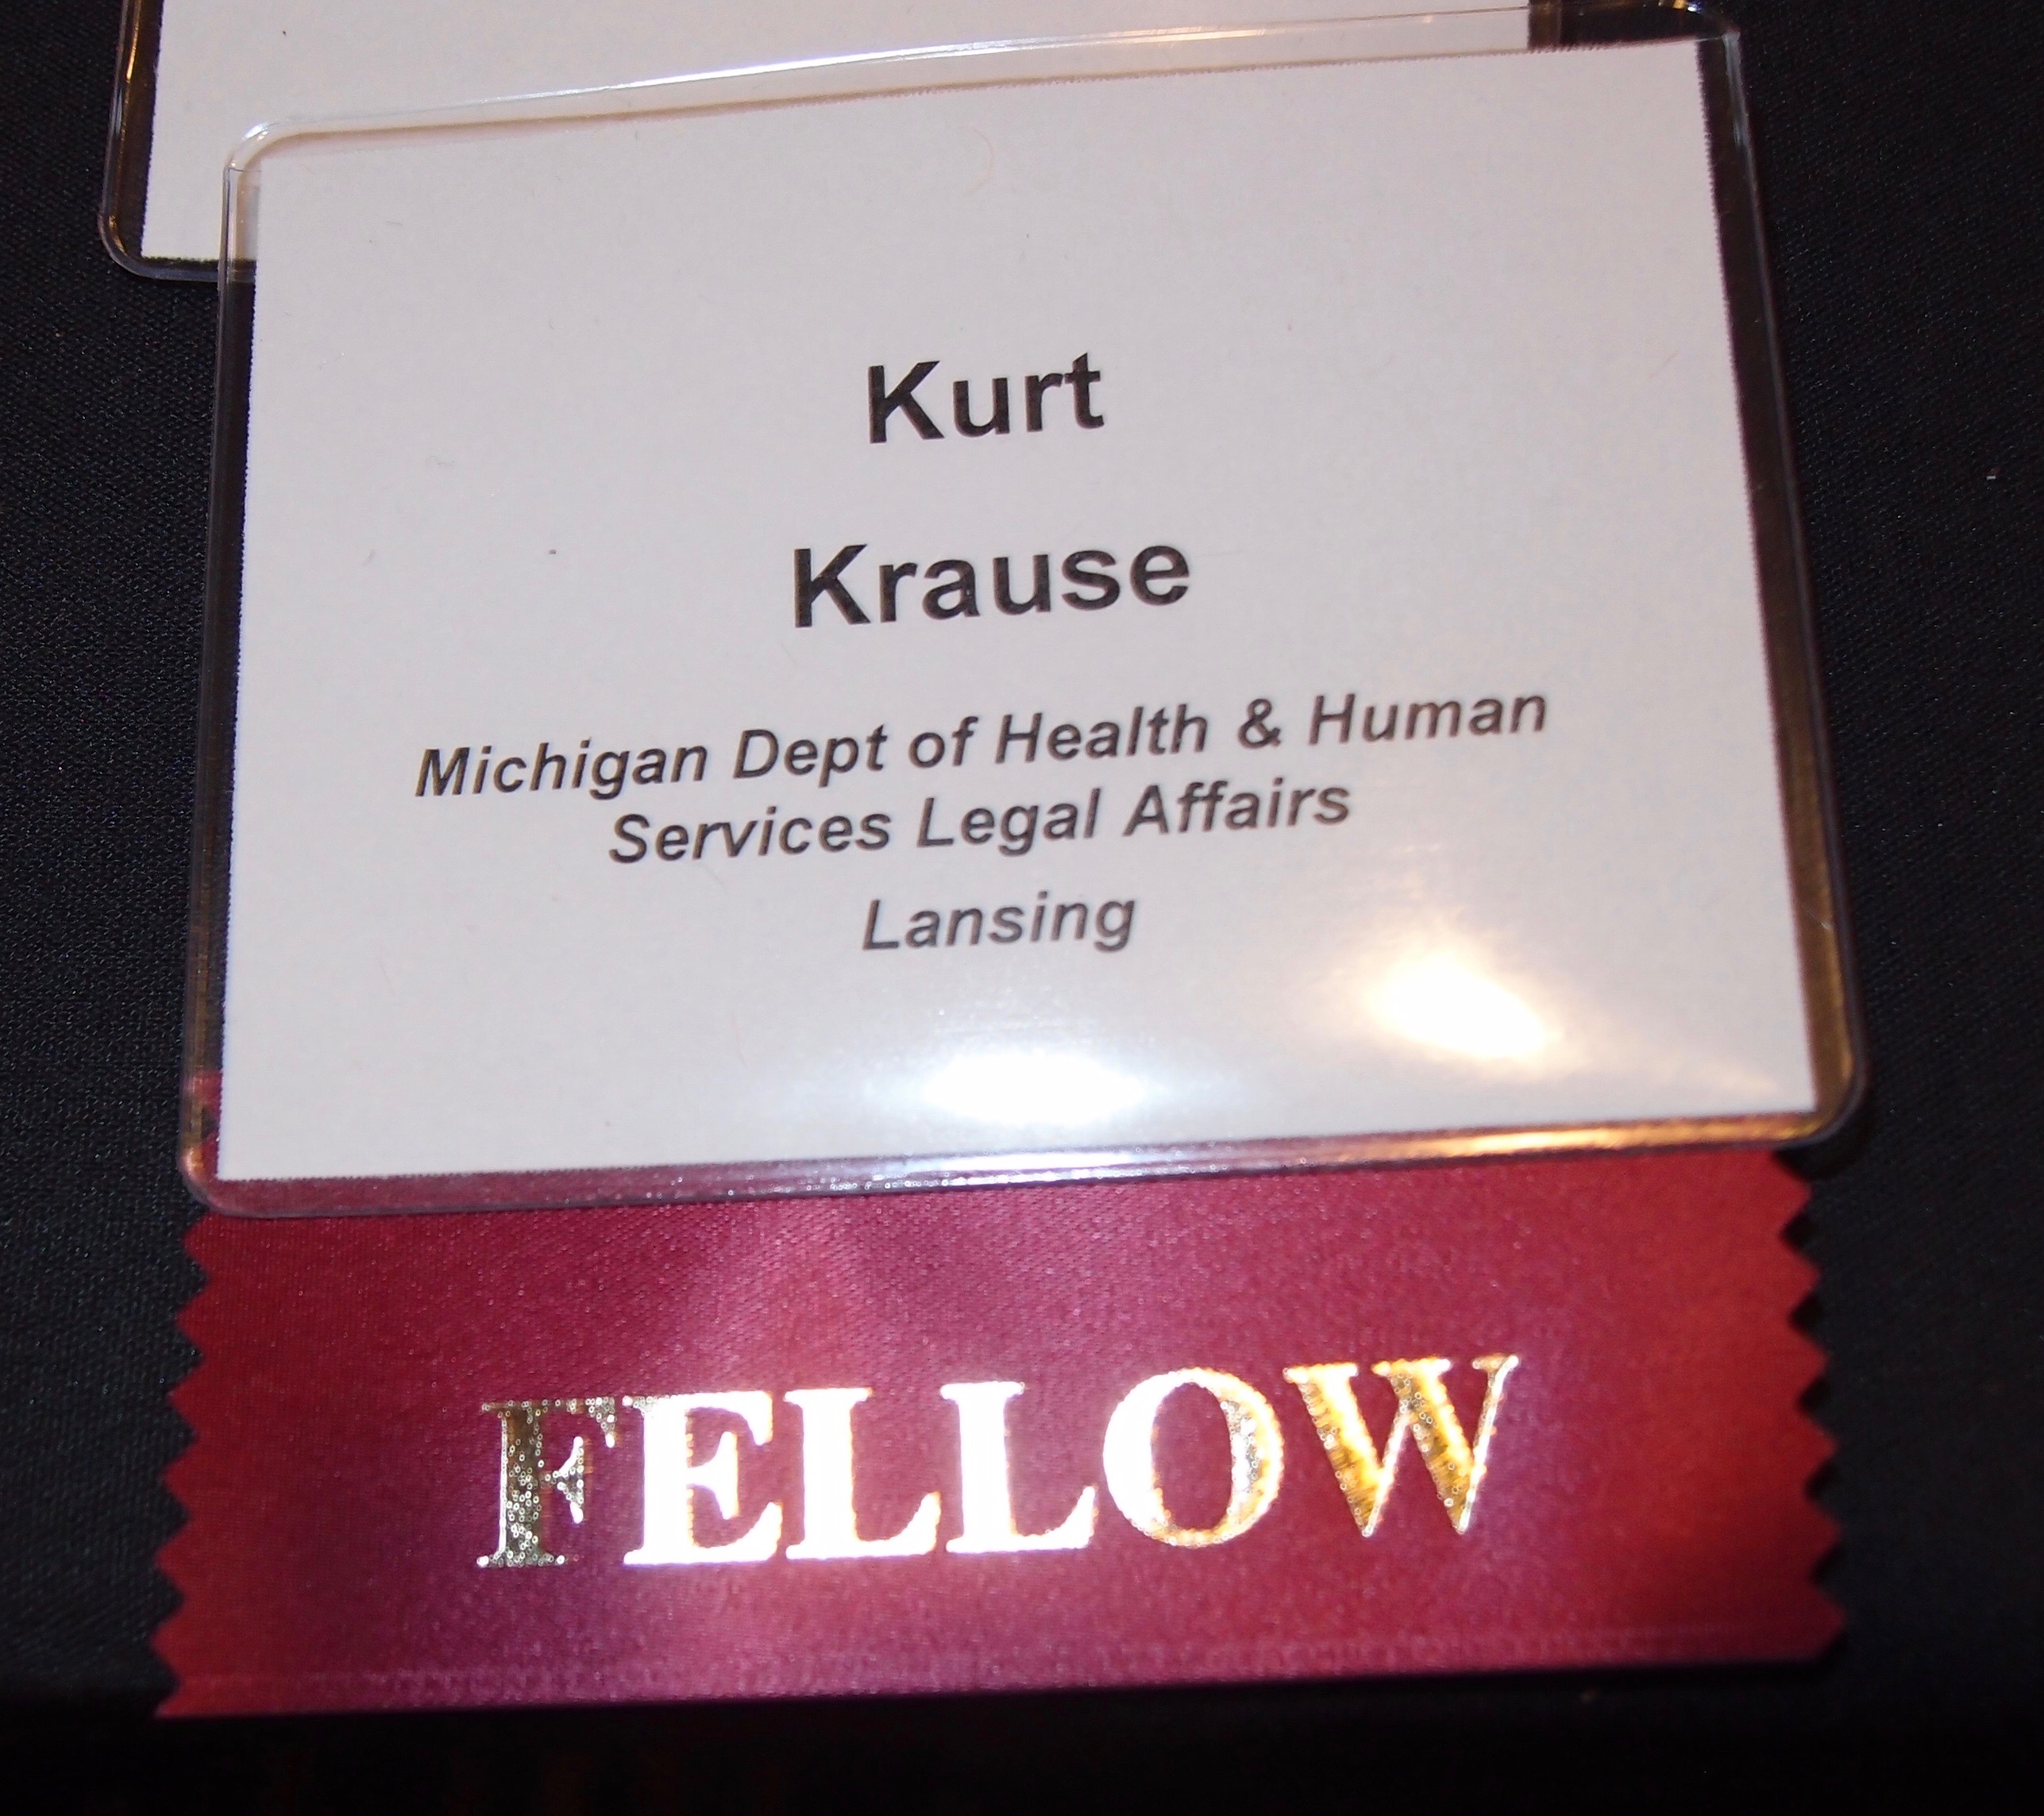 Kurt
Krause
Michigan Dept of Health & Human
Services Legal Affairs
Lansing
FELLOW